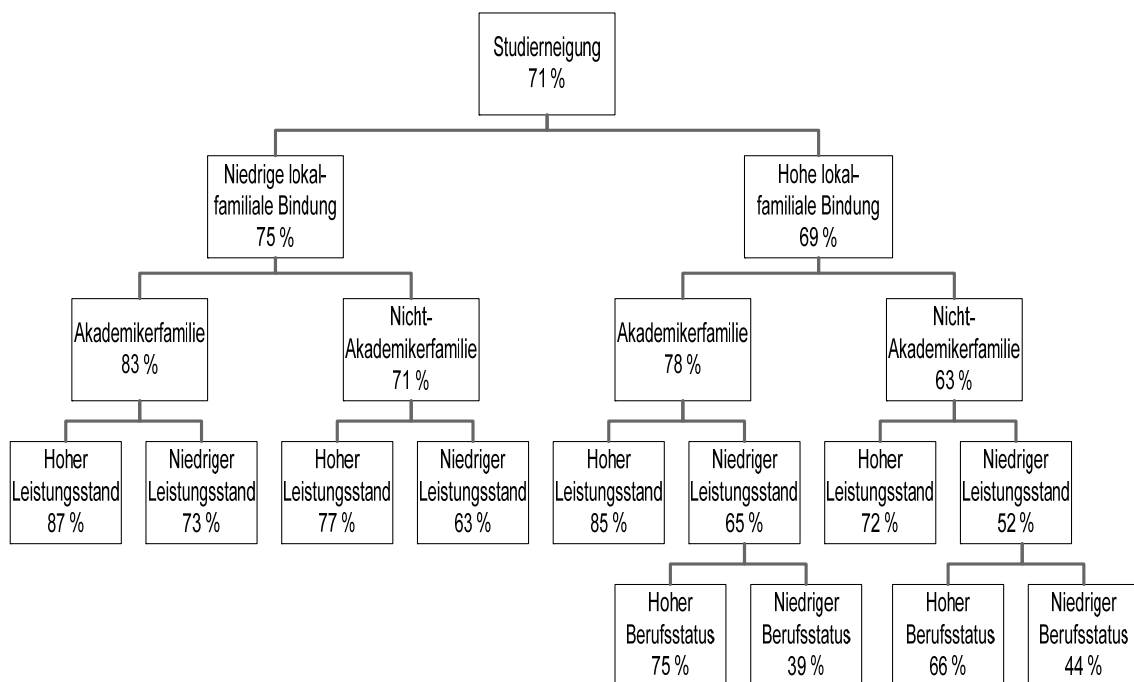 Studierneigung
71 %
Niedrige lokal-
familiale Bindung
75 %
Hohe lokal-
familiale Bindung
69 %
Akademikerfamilie
83 %
Nicht-
Akademikerfamilie
71 %
Akademikerfamilie
78 %
Nicht-
Akademikerfamilie
63 %
Hoher
Leistungsstand
87 %
Niedriger
Leistungsstand
73 %
Hoher
Leistungsstand
77 %
Niedriger
Leistungsstand
63 %
Hoher
Leistungsstand
85 %
Niedriger
Leistungsstand
65 %
Hoher
Leistungsstand
72 %
Niedriger
Leistungsstand
52 %
Hoher
Berufsstatus
75 %
Niedriger
Berufsstatus
39 %
Hoher
Berufsstatus
66 %
Niedriger
Berufsstatus
44 %